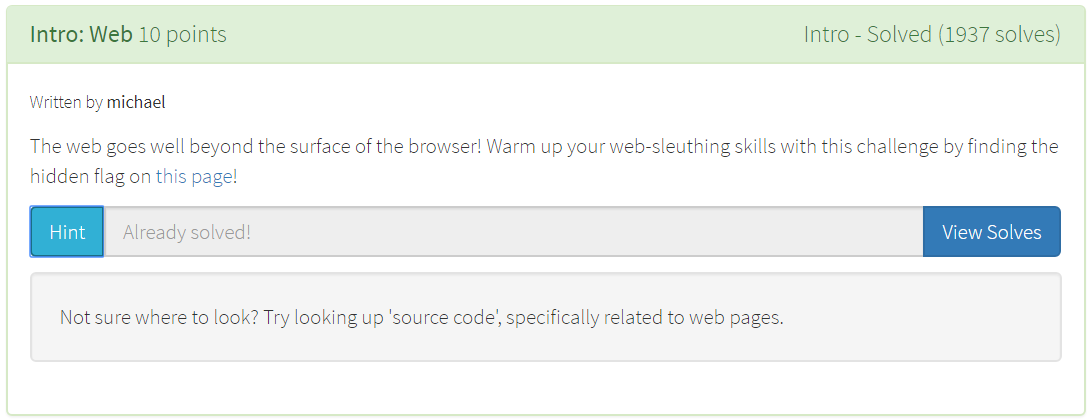 Intro: Web 10 points
Intro - Solved (1937 solves)
Written by michael
The web goes well beyond the surface of the browser! Warm up your web-sleuthing skills with this challenge by finding the
hidden flag on this page!
Hint
Already solved!
View Solves
Not sure where to look? Try looking up 'source code', specifically related to web pages.